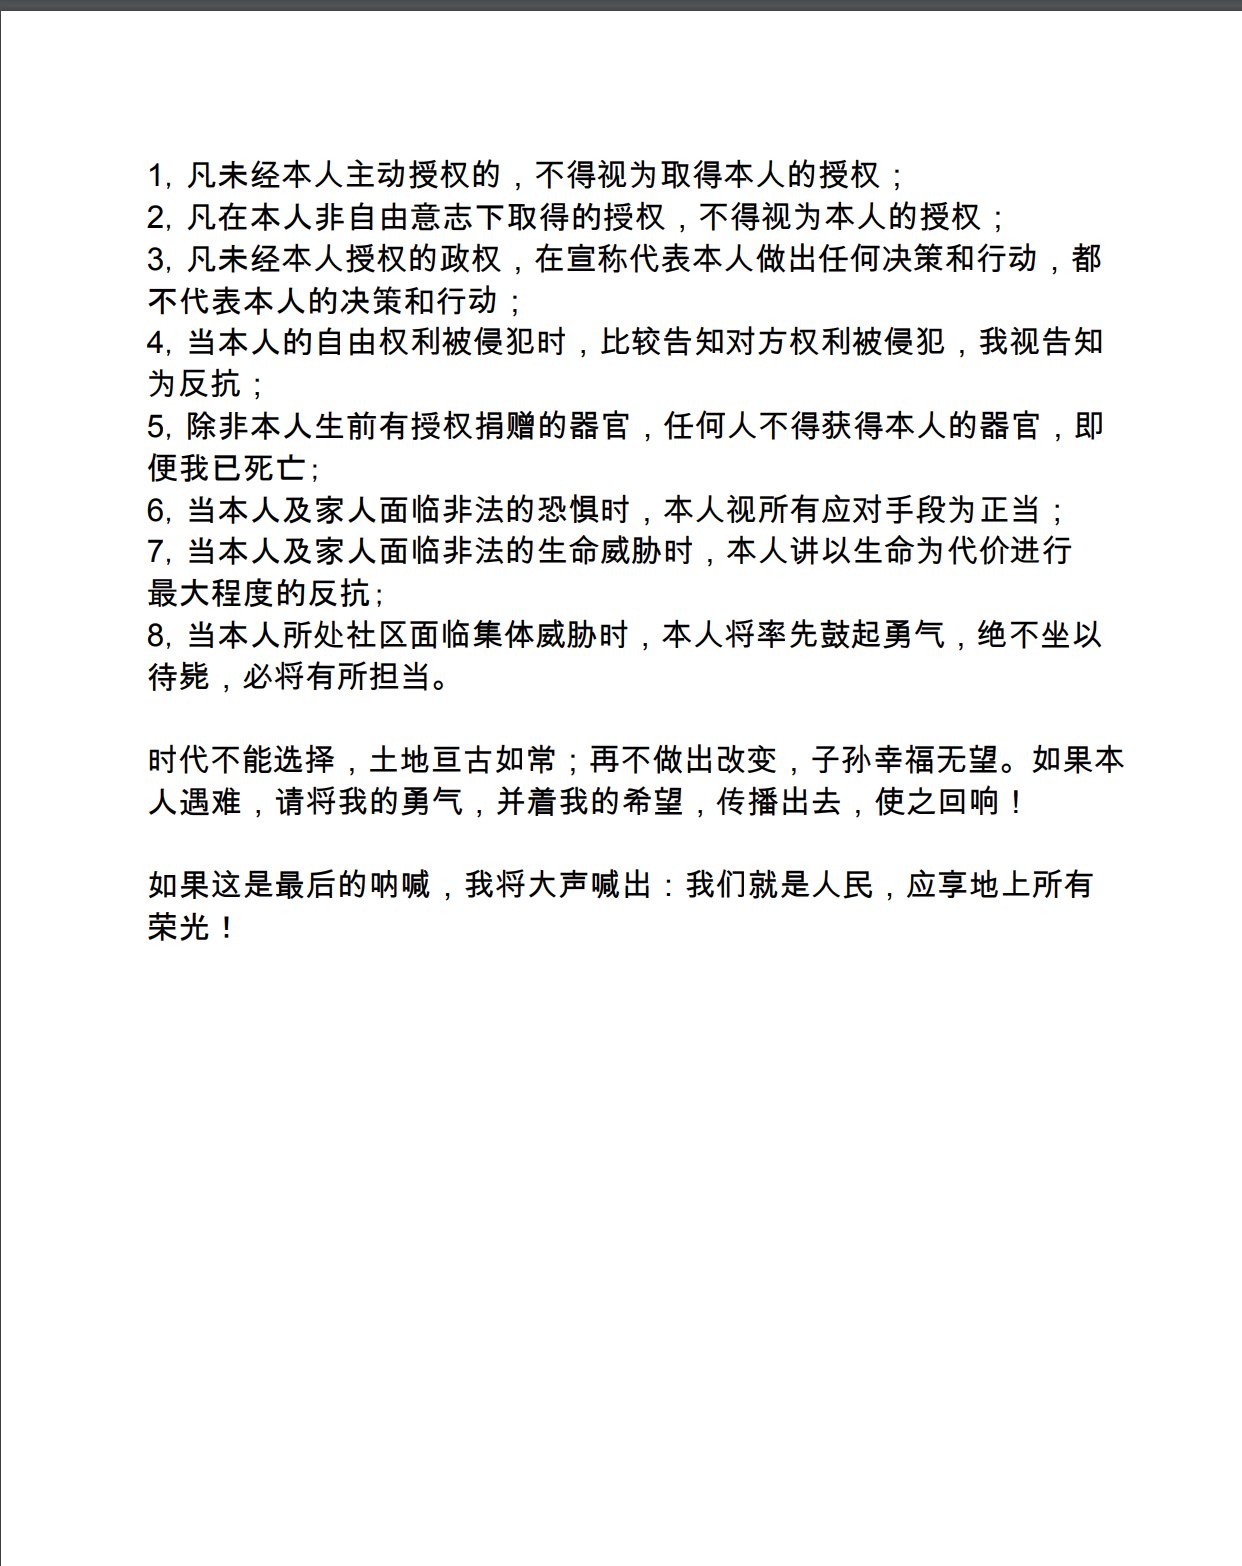 1, 凡未经本人主动授权的，不得视为取得本人的授权；
2, 凡在本人非自由意志下取得的授权，不得视为本人的授权；
3, 凡未经本人授权的政权，在宣称代表本人做出任何决策和行动，都
不代表本人的决策和行动；
4, 当本人的自由权利被侵犯时，比较告知对方权利被侵犯，我视告知
为反抗；
5, 除非本人生前有授权捐赠的器官，任何人不得获得本人的器官，即
便我已死亡;
6, 当本人及家人面临非法的恐惧时，本人视所有应对手段为正当；
7, 当本人及家人面临非法的生命威胁时，本人讲以生命为代价进行
最大程度的反抗;
8, 当本人所处社区面临集体威胁时，本人将率先鼓起勇气，绝不坐以
待毙，必将有所担当。
时代不能选择，土地亘古如常；再不做出改变，子孙幸福无望。如果本
人遇难，请将我的勇气，并着我的希望，传播出去，使之回响！
如果这是最后的呐喊，我将大声喊出：我们就是人民，应享地上所有
荣光！